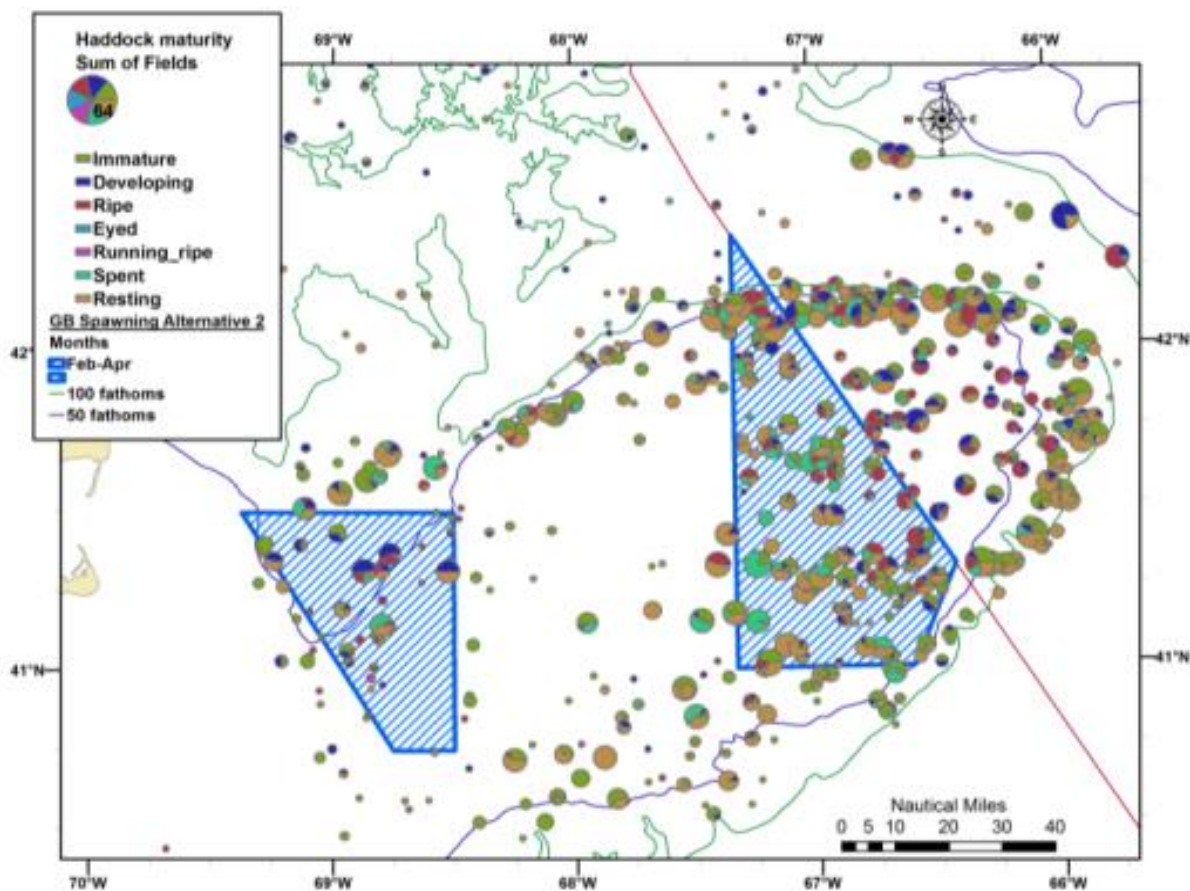 Haddock maturity
Sum of Fields
64
Immature
Developing
Ripe
Eyed
Running_ripe
Spent
Resting
GB Spawning Alternative 2
Months
Feb-Apr
100 fathoms
50 fathoms
69°W 68°W 67°W 66°W
N
W E
S
42° 42°N
41°N 41°N
Nautical Miles
0 5 10 20 30 40
70°W 69°W 68°W 67°W 66°W